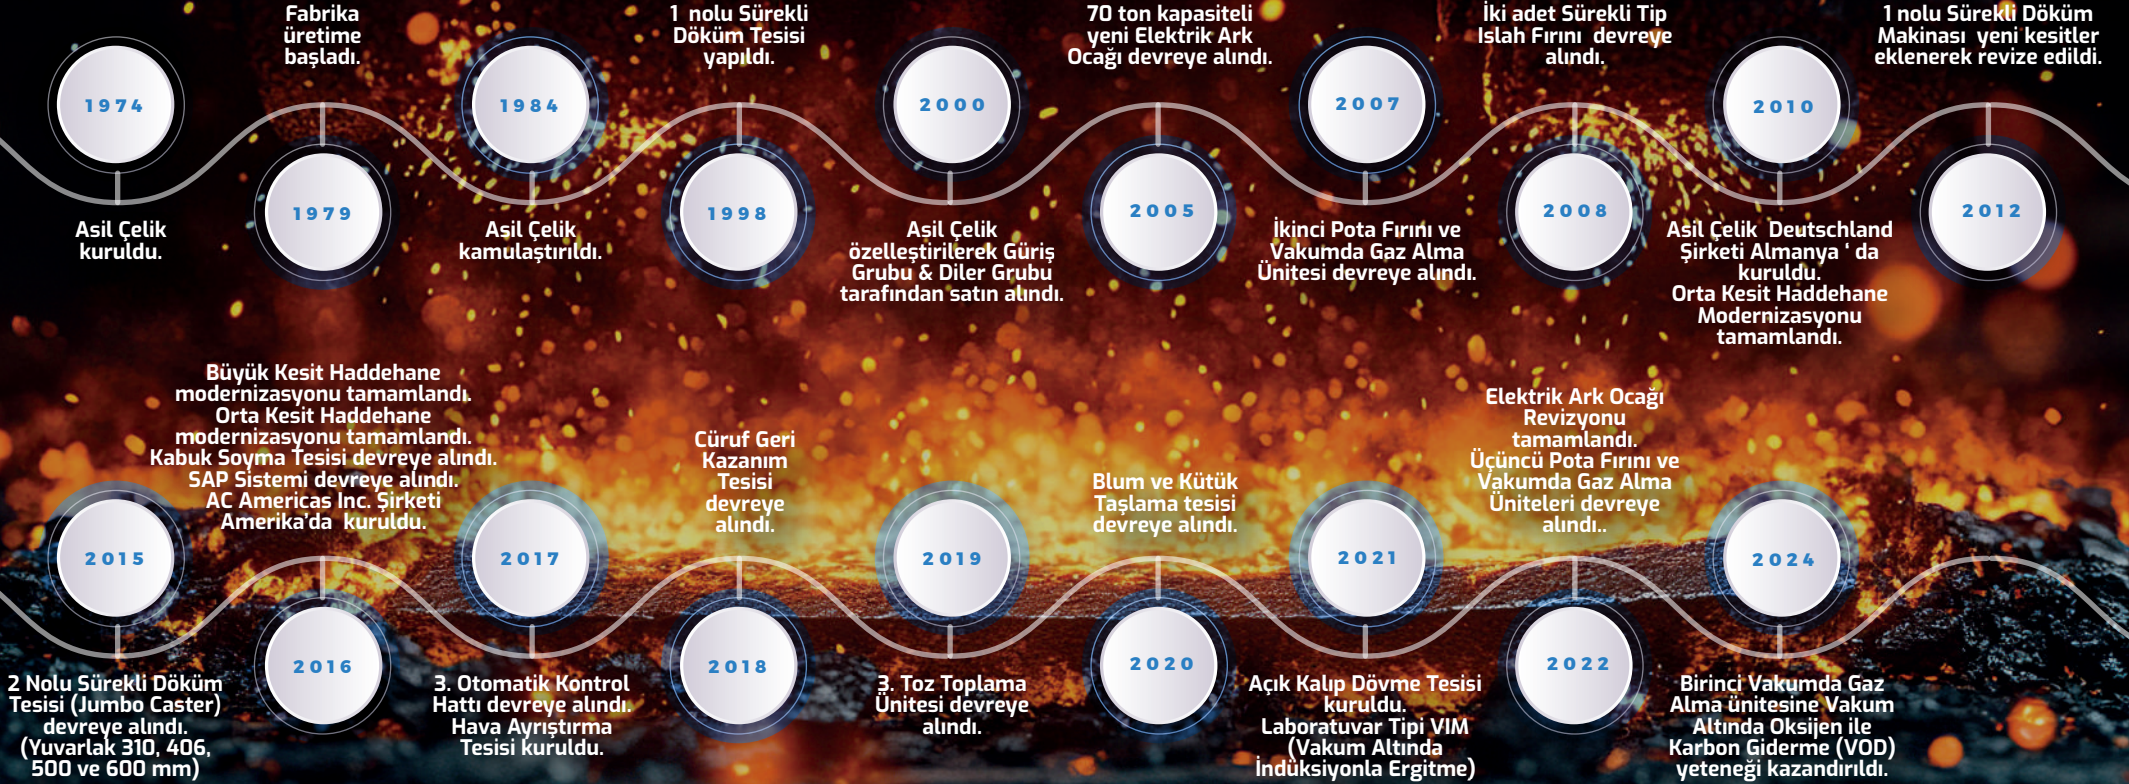 1974
Asil Çelik
kuruldu.
Fabrika
üretime
başladı.
1979
1984
Asil Çelik
kamulaştırıldı.
1 nolu Sürekli
Döküm Tesisi
yapıldı.
1998
2000
Asil Çelik
özelleştirilerek Güriş
Grubu & Diler Grubu
tarafından satın alındı.
70 ton kapasiteli
yeni Elektrik Ark
Ocağı devreye alındı.
2005
2007
İkinci Pota Fırını ve
Vakumda Gaz Alma
Ünitesi devreye alındı.
İki adet Sürekli Tip
Islah Fırını devreye
alındı.
2008
2010
Asil Çelik Deutschland
Şirketi Almanya ‘ da
kuruldu.
Orta Kesit Haddehane
Modernizasyonu
tamamlandı.
1 nolu Sürekli Döküm
Makinası yeni kesitler
eklenerek revize edildi.
2012
2015
2 Nolu Sürekli Döküm
Tesisi (Jumbo Caster)
devreye alındı.
(Yuvarlak 310, 406,
500 ve 600 mm)
Büyük Kesit Haddehane
modernizasyonu tamamlandı.
Orta Kesit Haddehane
modernizasyonu tamamlandı.
Kabuk Soyma Tesisi devreye alındı.
SAP Sistemi devreye alındı.
AC Americas Inc. Şirketi
Amerika’da kuruldu.
2016
2017
3. Otomatik Kontrol
Hattı devreye alındı.
Hava Ayrıştırma
Tesisi kuruldu.
Cüruf Geri
Kazanım
Tesisi
devreye
alındı.
2018
2019
3. Toz Toplama
Ünitesi devreye
alındı.
Blum ve Kütük
Taşlama tesisi
devreye alındı.
2020
2021
Açık Kalıp Dövme Tesisi
kuruldu.
Laboratuvar Tipi VIM
(Vakum Altında
İndüksiyonla Ergitme)
Elektrik Ark Ocağı
Revizyonu
tamamlandı.
Üçüncü Pota Fırını ve
Vakumda Gaz Alma
Üniteleri devreye
alındı..
2022
2024
Birinci Vakumda Gaz
Alma ünitesine Vakum
Altında Oksijen ile
Karbon Giderme (VOD)
yeteneği kazandırıldı.